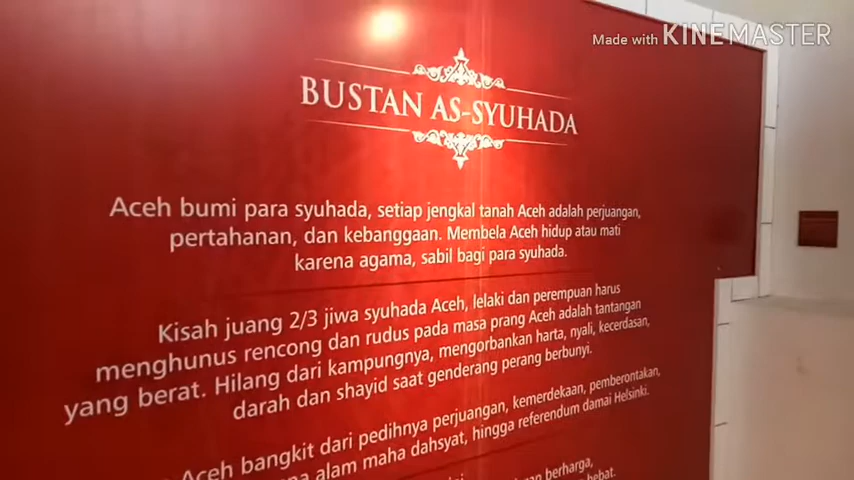 Made with KINEMASTER
BUSTAN AS-SYUHADA
Aceh bumi para syuhada, setiap jengkal tanah Aceh adalah perjuangan,
pertahanan, dan kebanggaan. Membela Aceh hidup atau mati
karena agama, sabil bagi para syuhada.
Kisah juang 2/3 jiwa syuhada Aceh, lelaki dan perempuan harus
menghunus rencong dan rudus pada masa prang Aceh adalah tantangan
yang berat. Hilang dari kampungnya, mengorbankan harta, nyali, kecerdasan,
darah dan shayid saat genderang perang berbunyi.
Aceh bangkit dari pedihnya perjuangan, kemerdekaan, pemberontakan,
alam maha dahsyat, hingga referendum damai Helsinki.
berharga,
hebat.